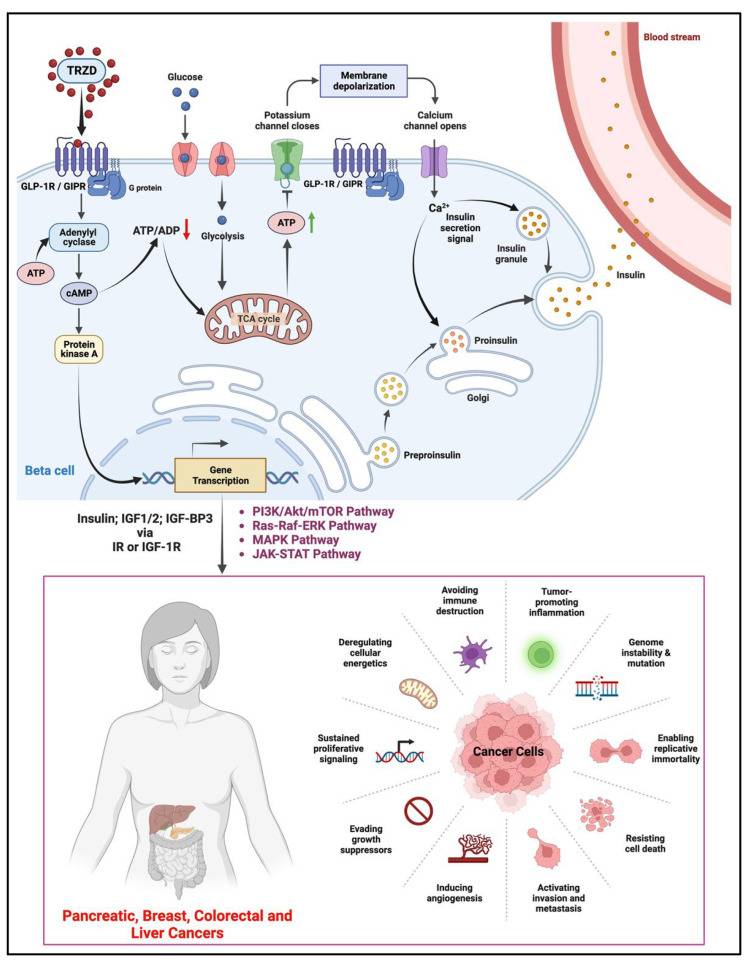 Blood stream
TRZD
Glucose
Membrane
depolarization
Potassium
channel closes
Calcium
channel opens
GLP-1R / GIPR
G protein
GLP-1R / GIPR
Adenylyl
cyclase
ATP/ADP
Glycolysis
ATP
Ca2+
Insulin
secretion
signal
Insulin
granule
Insulin
ATP
cAMP
TCA cycle
Protein
kinase A
Proinsulin
Golgi
Preproinsulin
Beta cell
Gene
Transcription
Insulin; IGF1/2; IGF-BP3
via
IR or IGF-1R
• PI3K/Akt/mTOR Pathway
• Ras-Raf-ERK Pathway
• MAPK Pathway
• JAK-STAT Pathway
Avoiding
immune
destruction
Tumor-
promoting
inflammation
Deregulating
cellular
energetics
Genome
instability &
mutation
Sustained
proliferative
signaling
Cancer Cells
Enabling
replicative
immortality
Evading
growth
suppressors
Resisting
cell death
Inducing
angiogenesis
Activating
invasion and
metastasis
Pancreatic, Breast, Colorectal and
Liver Cancers